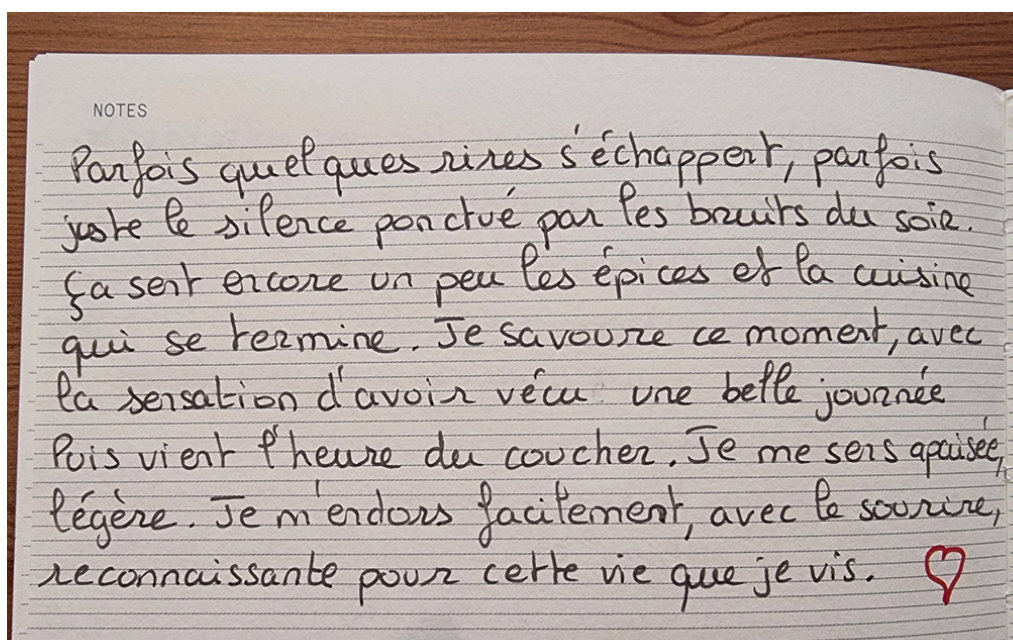 NOTES
Parfois quelques rires s'échappent, parfois
juste le silence ponctué par les bruits du soir.
ça sent encore un peu les épices et la cuisine
qui se termine. Je savoure ce moment, avec
la sensation d'avoir vécu une belle journée
Puis vient l'heure du coucher. Je me sens apaisée,
légère. Je m'endors facilement, avec le sourire,
reconnaissante pour cette vie que je vis.